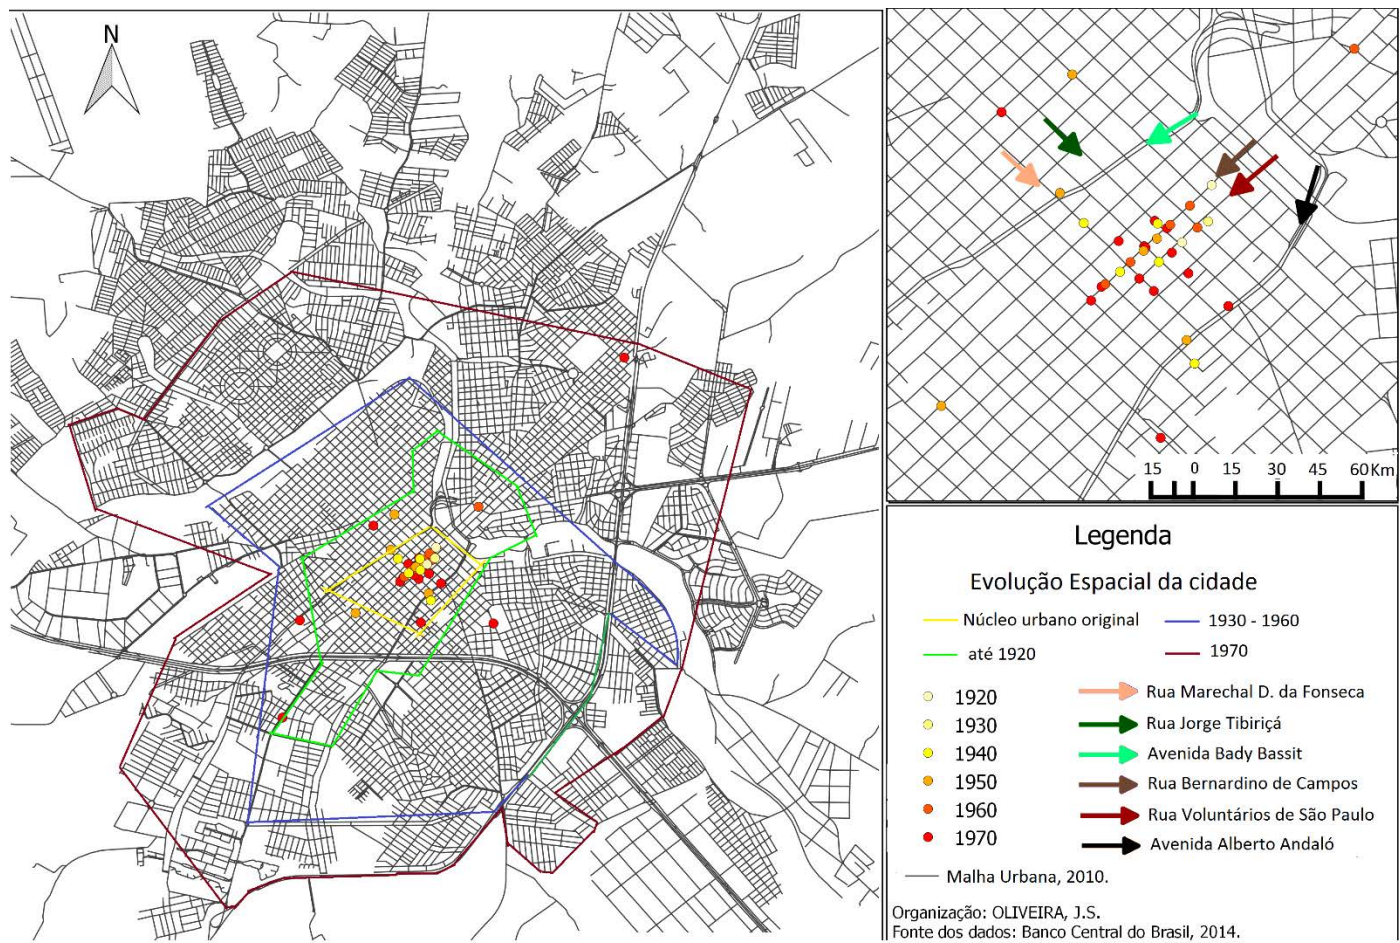 N
15 0 15 30 45 60 Km
Legenda
Evolução Espacial da cidade
Núcleo urbano original
1930 - 1960
até 1920
1970
1920
Rua Marechal D. da Fonseca
1930
Rua Jorge Tibiriçá
1940
Avenida Bady Bassit
1950
Rua Bernardino de Campos
1960
Rua Voluntários de São Paulo
1970
Avenida Alberto Andaló
Malha Urbana, 2010.
Organização: OLIVEIRA, J.S.
Fonte dos dados: Banco Central do Brasil, 2014.